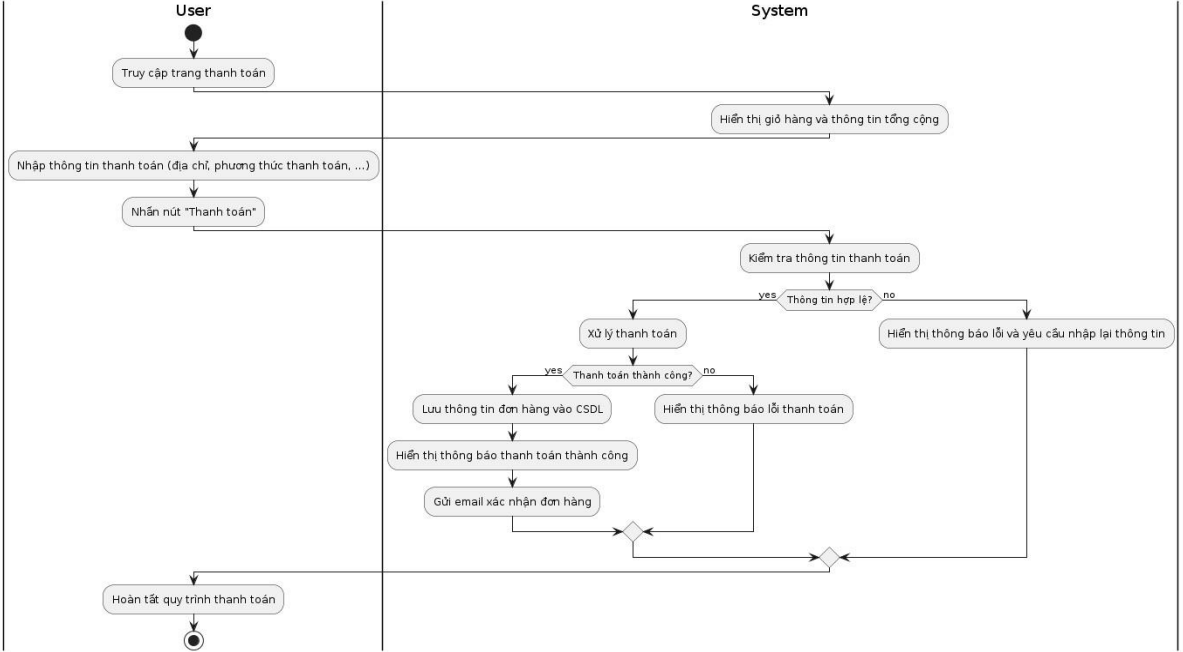 User
System
Truy cập trang thanh toán
Hiển thị giỏ hàng và thông tin tổng cộng
Nhập thông tin thanh toán (địa chỉ, phương thức thanh toán, ...)
Nhấn nút "Thanh toán"
Kiểm tra thông tin thanh toán
yes
Thông tin hợp lệ?
no
Xử lý thanh toán
Hiển thị thông báo lỗi và yêu cầu nhập lại thông tin
yes
Thanh toán thành công?
no
Lưu thông tin đơn hàng vào CSDL
Hiển thị thông báo lỗi thanh toán
Hiển thị thông báo thanh toán thành công
Gửi email xác nhận đơn hàng
Hoàn tất quy trình thanh toán